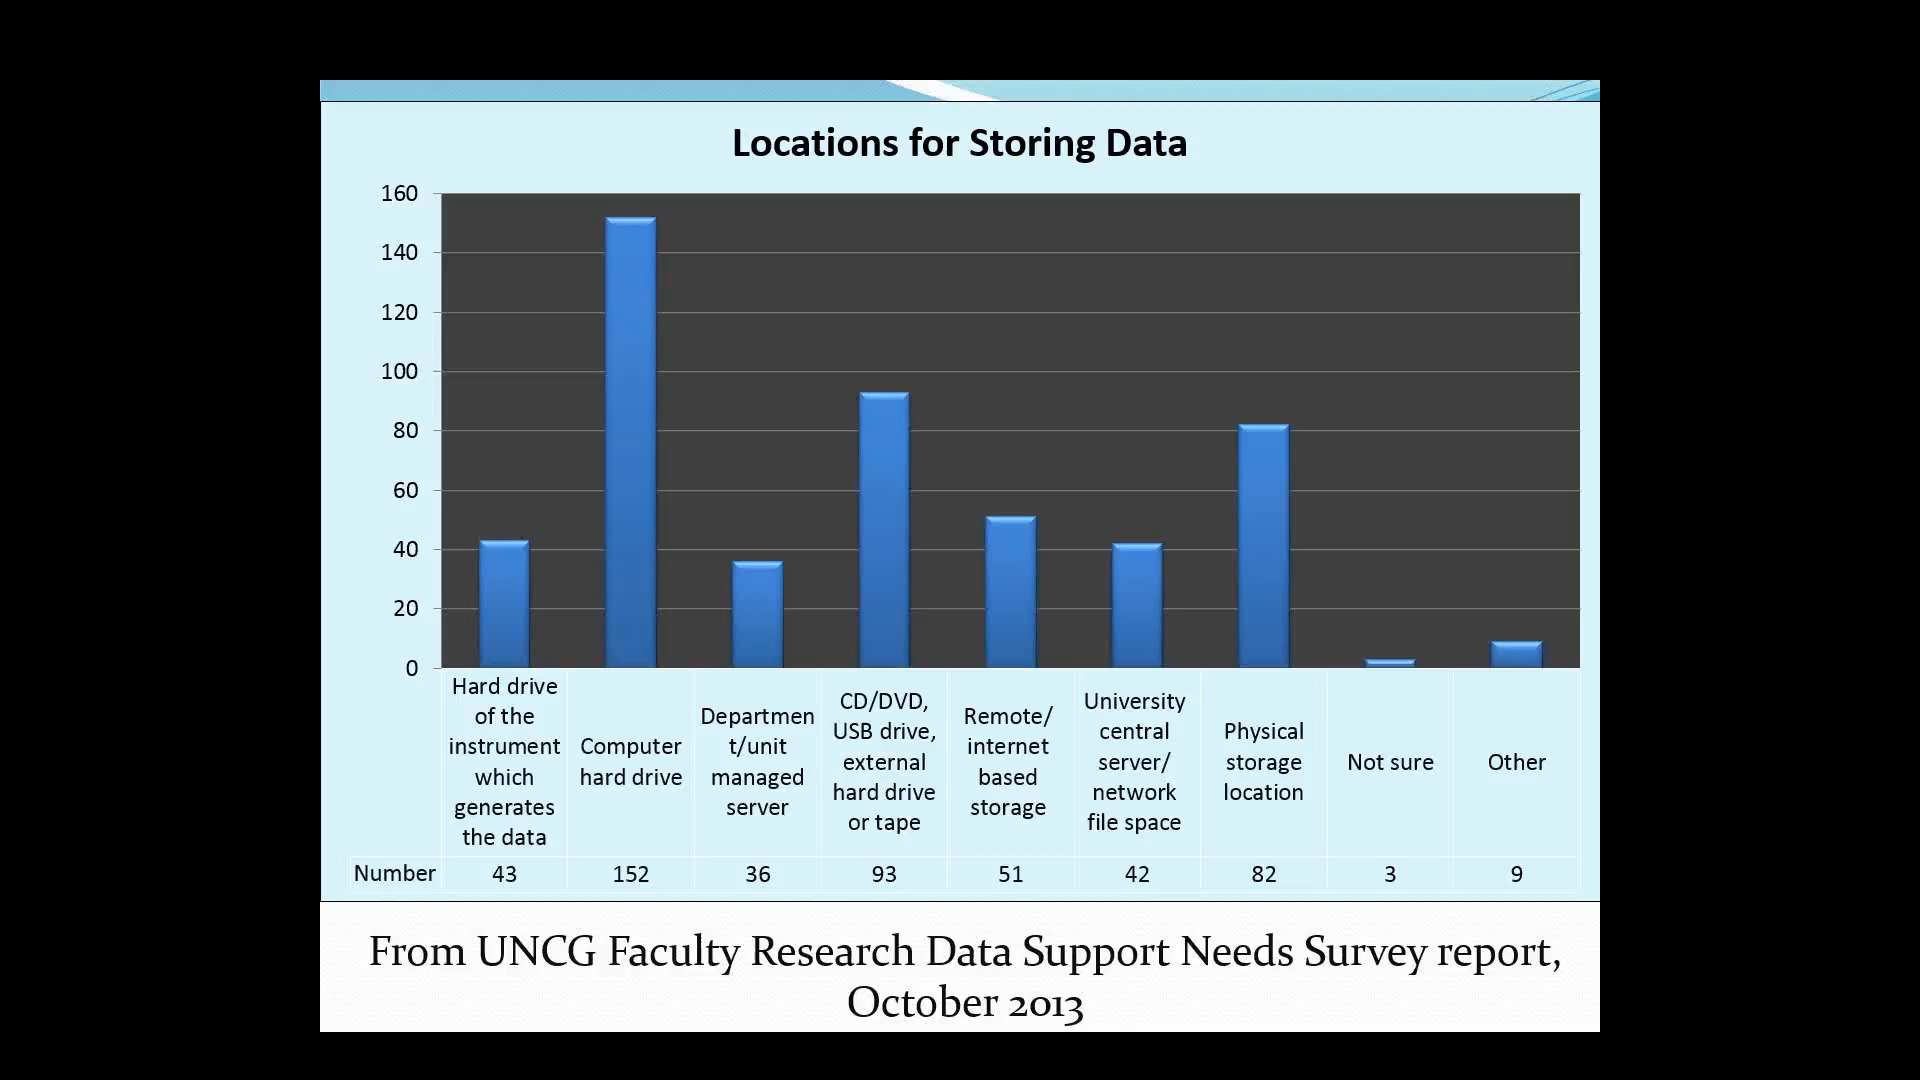 Locations for Storing Data
160
140
120
100
80
60
40
20
0
Hard drive
of the
instrument
which
generates
the data
Computer
hard drive
Departmen
t/unit
managed
server
CD/DVD,
USB drive,
external
hard drive
or tape
Remote/
internet
based
storage
University
central
server/
network
file space
Physical
storage
location
Not sure
Other
Number 43 152 36 93 51 42 82 3 9
From UNCG Faculty Research Data Support Needs Survey report,
October 2013